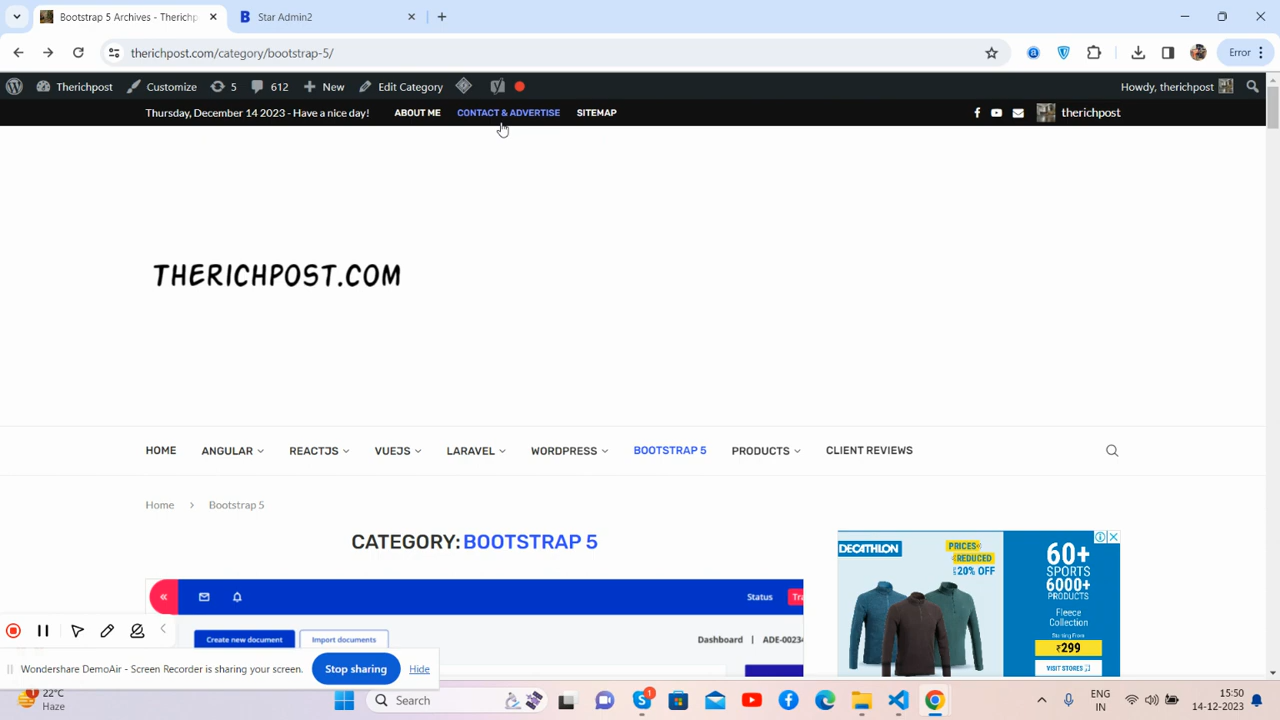 Bootstrap 5 Archives - Therichp
Star Admin2
therichpost.com/category/bootstrap-5/
Error
Therichpost
Customize
5
612
New
Edit Category
Howdy, therichpost
Thursday, December 14 2023 - Have a nice day!
ABOUT ME
CONTACT & ADVERTISE
SITEMAP
therichpost
THERICHPOST.COM
HOME
ANGULAR
REACTJS
VUEJS
LARAVEL
WORDPRESS
BOOTSTRAP 5
PRODUCTS
CLIENT REVIEWS
Home
Bootstrap 5
CATEGORY: BOOTSTRAP 5
DECATHLON
PRICES
REDUCED
20% OFF
60+
SPORTS
6000+
PRODUCTS
Fleece
Collection
Starting From
₹299
VISIT STORES
Status
Tra
Create new document
Import documents
Dashboard | ADE-00234
Wondershare DemoAir - Screen Recorder is sharing your screen.
Stop sharing
Hide
22°C
Haze
Search
1
ENG
IN
15:50
14-12-2023